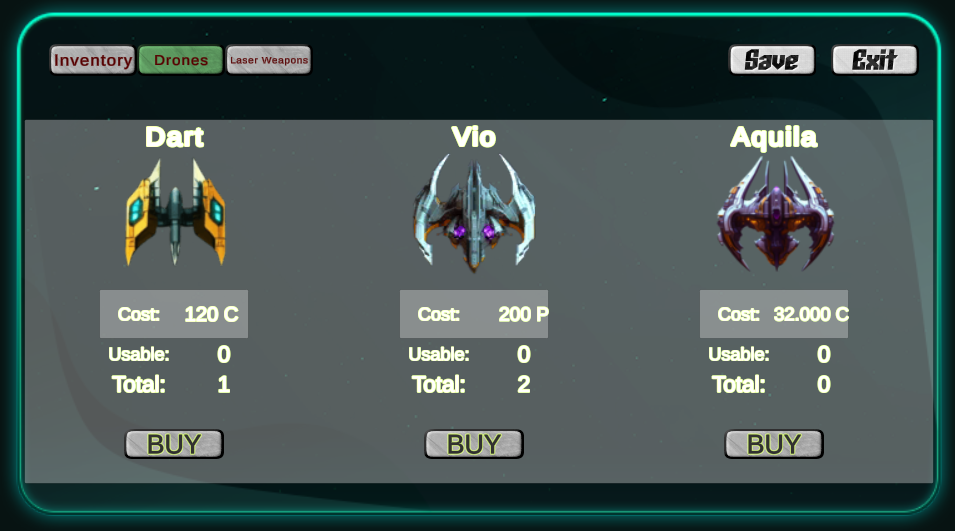 Inventory Drones Laser Weapons Save Exit
Dart Vio Aquila
Cost: 120 C Cost: 200 P Cost: 32.000 C
Usable: 0 Usable: 0 Usable: 0
Total: 1 Total: 2 Total: 0
BUY BUY BUY